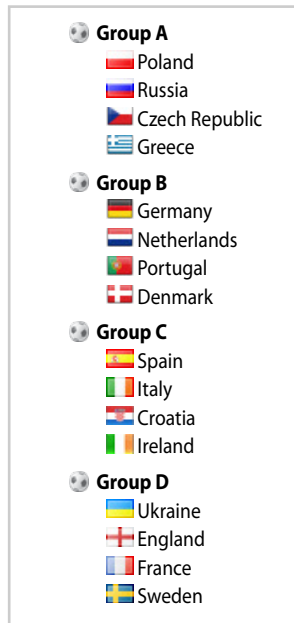 Group A
Poland
Russia
Czech Republic
Greece
Group B
Germany
Netherlands
Portugal
Denmark
Group C
Spain
Italy
Croatia
Ireland
Group D
Ukraine
England
France
Sweden